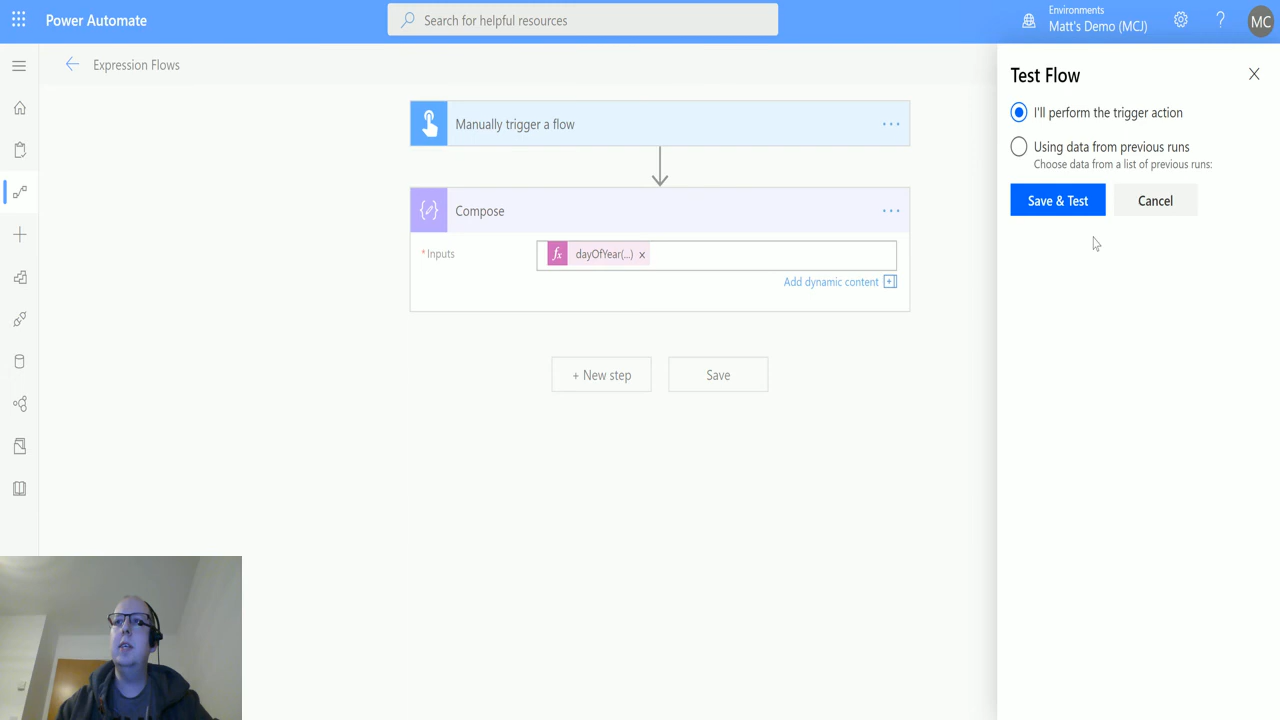 Power Automate
Search for helpful resources
Environments
Matt's Demo (MCJ)
?
MC
Expression Flows
Manually trigger a flow
Compose
*Inputs
fx dayOfYear(...) x
Add dynamic content
+ New step
Save
Test Flow
I'll perform the trigger action
Using data from previous runs
Choose data from a list of previous runs:
Save & Test
Cancel